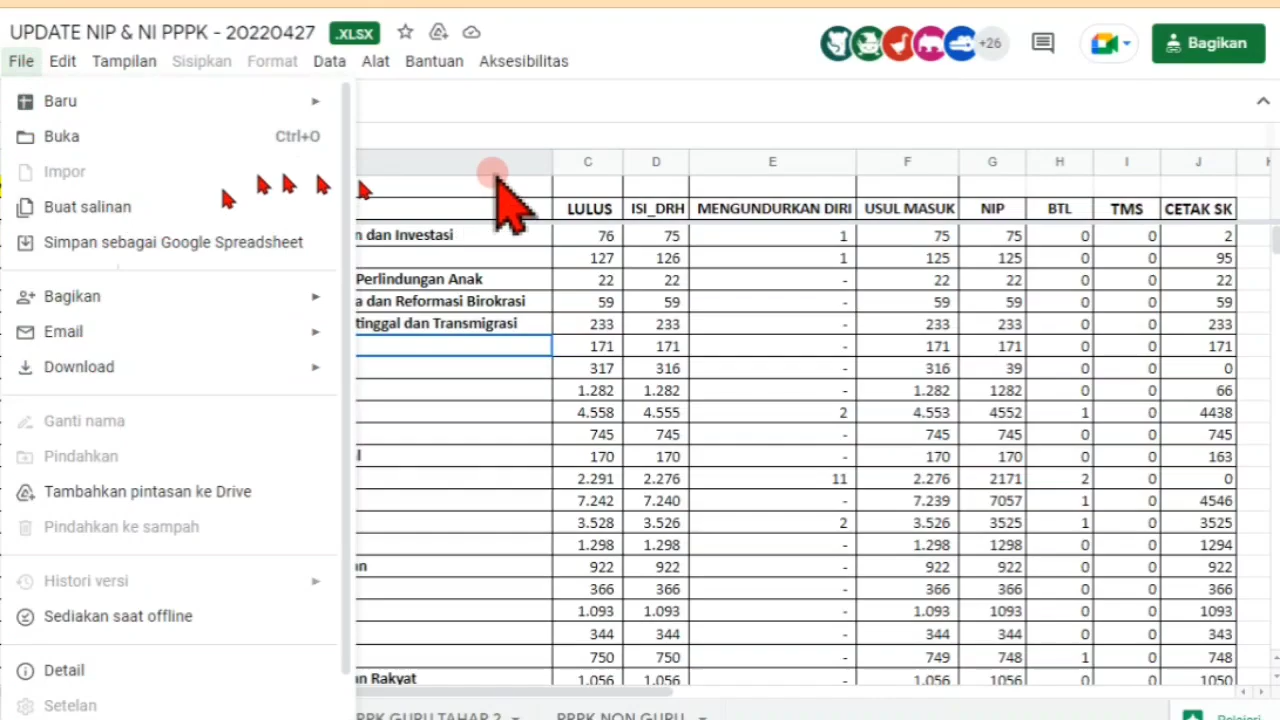 UPDATE NIP & NI PPPK - 20220427 .XLSX
+26 Bagikan
File Edit Tampilan Sisipkan Format Data Alat Bantuan Aksesibilitas
Baru
Buka Ctrl+O
Impor
Buat salinan
Simpan sebagai Google Spreadsheet
Bagikan
Email
Download
Ganti nama
Pindahkan
Tambahkan pintasan ke Drive
Pindahkan ke sampah
Histori versi
Sediakan saat offline
Detail
Setelan
C D E F G H I J
LULUS ISI_DRH MENGUNDURKAN DIRI USUL MASUK NIP BTL TMS CETAK SK
n dan Investasi 76 75 1 75 75 0 0 2
127 126 1 125 125 0 0 95
Perlindungan Anak 22 22 - 22 22 0 0 22
a dan Reformasi Birokrasi 59 59 - 59 59 0 0 59
tinggal dan Transmigrasi 233 233 - 233 233 0 0 233
171 171 - 171 171 0 0 171
317 316 - 316 39 0 0 0
1.282 1.282 - 1.282 1282 0 0 66
4.558 4.555 2 4.553 4552 1 0 4438
745 745 - 745 745 0 0 745
l 170 170 - 170 170 0 0 163
2.291 2.276 11 2.276 2171 2 0 0
7.242 7.240 - 7.239 7057 1 0 4546
3.528 3.526 2 3.526 3525 1 0 3525
1.298 1.298 - 1.298 1298 0 0 1294
an 922 922 - 922 922 0 0 922
366 366 - 366 366 0 0 366
1.093 1.093 - 1.093 1093 0 0 1093
344 344 - 344 344 0 0 343
750 750 - 749 748 1 0 748
an Rakyat 1.056 1.056 - 1.056 1056 0 0 1050
PPPK GURU TAHAP 2 PPPK NON GURU